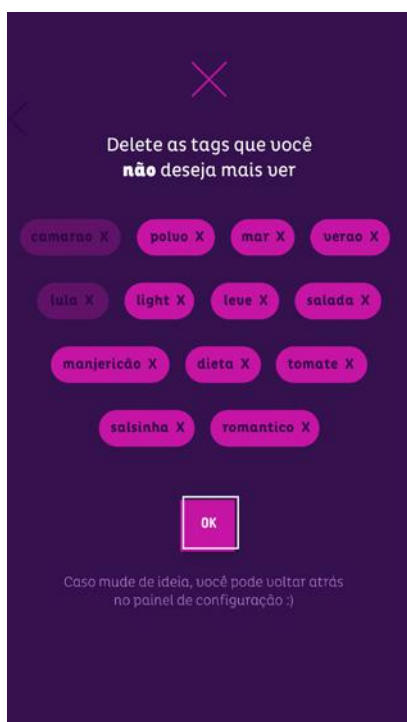 Delete as tags que você
não deseja mais ver
camarao X polvo X mar X verao X
lula X light X leve X salada X
manjericão X dieta X tomate X
salsinha X romantico X
OK
Caso mude de ideia, você pode voltar atrás
no painel de configuração :)